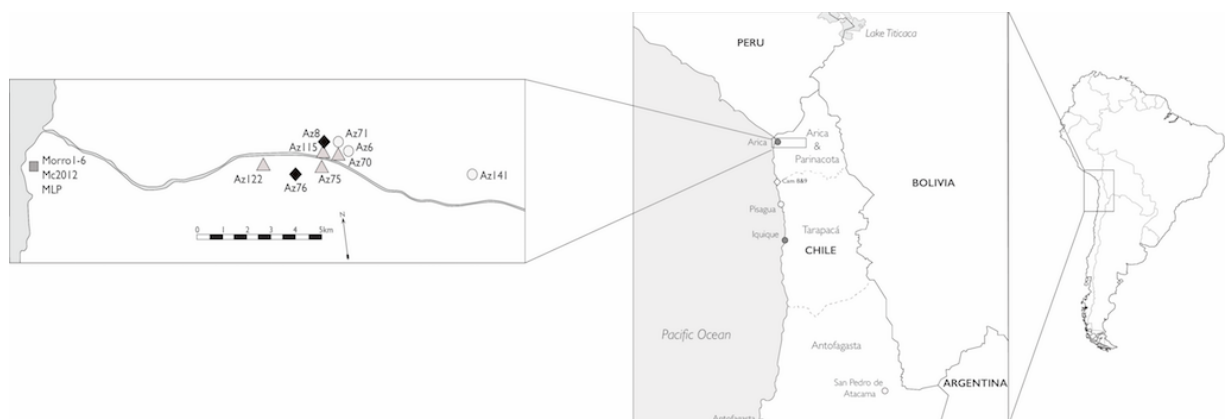 Az8
Az115
Az71
Az6
Az70
Morro1-6
Mc2012
MLP
Az122
Az76
Az75
Az141
0 1 2 3 4 5km
N
PERU
Lake Titicaca
Arica
Arica
&
Parinacota
BOLIVIA
Pisagua
Iquique
Tarapacá
CHILE
Pacific Ocean
Antofagasta
San Pedro de
Atacama
ARGENTINA
Antofagasta